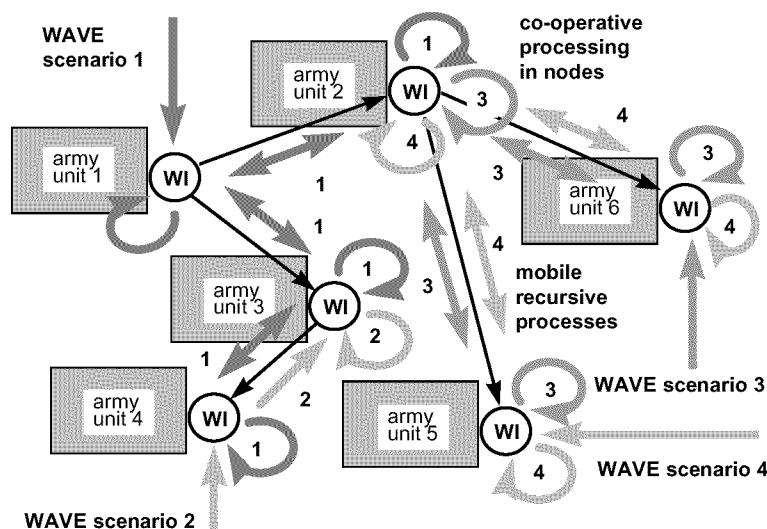 WAVE
scenario 1
army
unit 2
WI
1
co-operative
processing
in nodes
3
4
4
army
unit 1
WI
1
3
3
army
unit 6
WI
4
1
4
3
mobile
recursive
processes
army
unit 3
WI
1
2
1
2
army
unit 4
WI
1
army
unit 5
WI
3
4
WAVE scenario 3
WAVE scenario 4
WAVE scenario 2